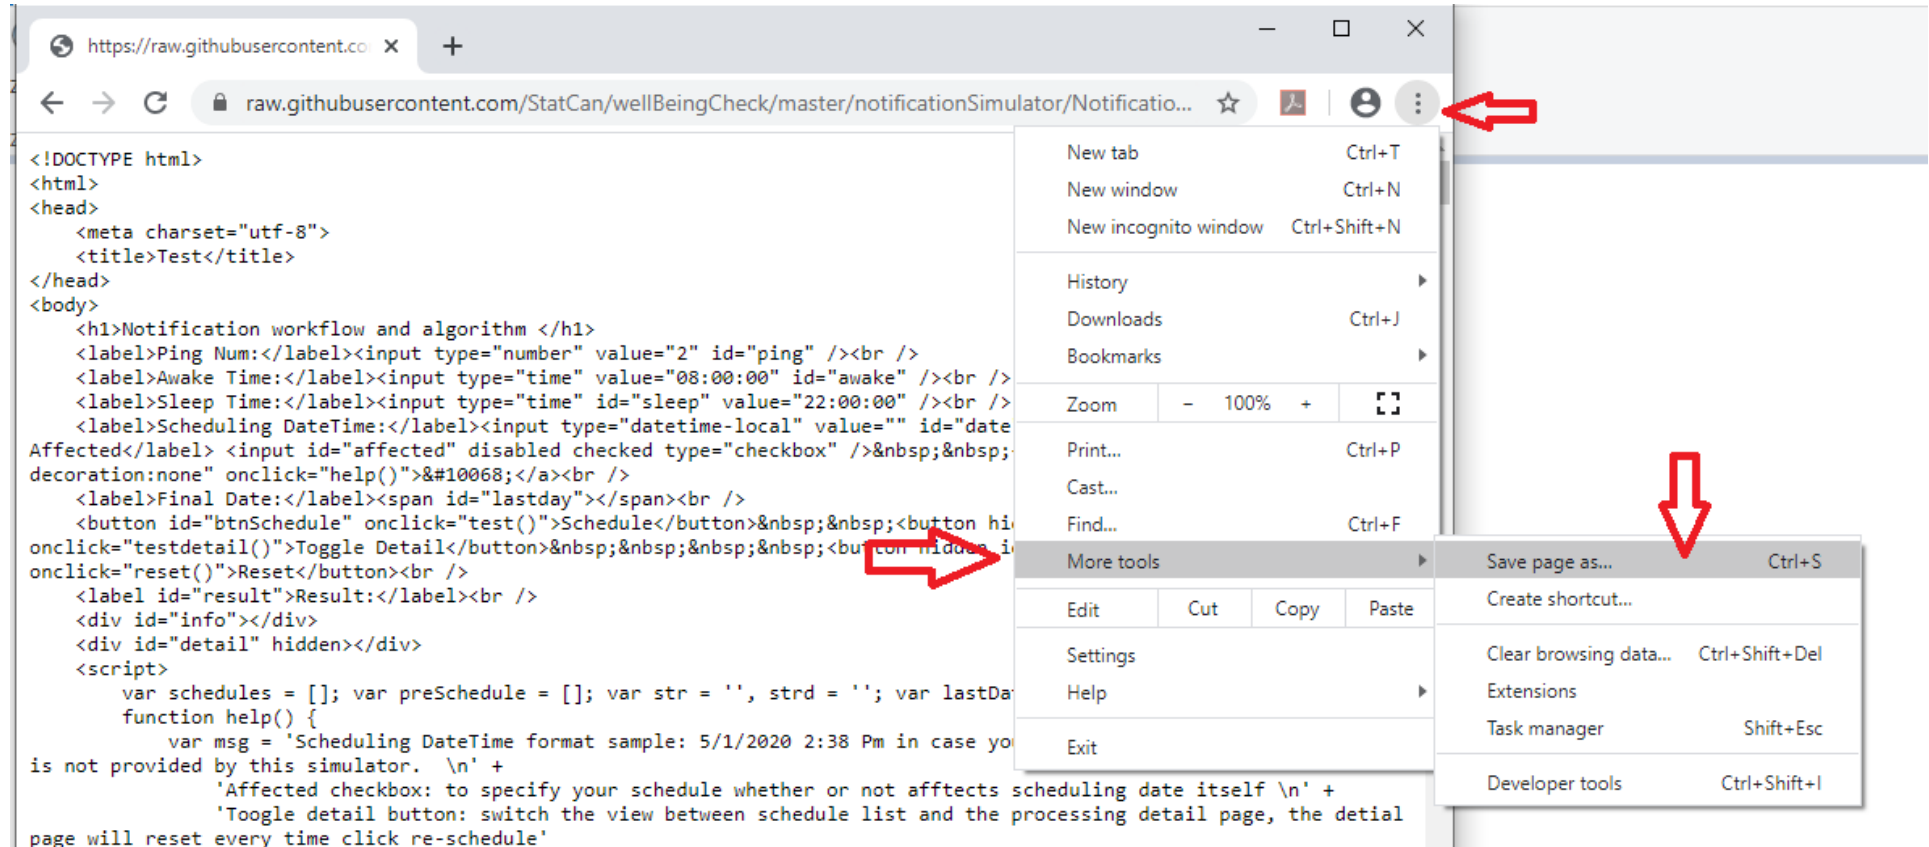 https://raw.githubusercontent.co
raw.githubusercontent.com/StatCan/wellBeingCheck/master/notificationSimulator/Notificatio...
<!DOCTYPE html>
<html>
<head>
<meta charset="utf-8">
<title>Test</title>
</head>
<body>
<h1>Notification workflow and algorithm </h1>
<label>Ping Num:</label><input type="number" value="2" id="ping" /><br />
<label>Awake Time:</label><input type="time" value="08:00:00" id="awake" /><br />
<label>Sleep Time:</label><input type="time" id="sleep" value="22:00:00" /><br />
<label>Scheduling DateTime:</label><input type="datetime-local" value="" id="date
Affected</label> <input id="affected" disabled checked type="checkbox" />&nbsp;&nbsp;
decoration:none" onclick="help()">&#10068;</a><br />
<label>Final Date:</label><span id="lastday"></span><br />
<button id="btnSchedule" onclick="test()">Schedule</button>&nbsp;&nbsp;<button hi
onclick="testdetail()">Toggle Detail</button>&nbsp;&nbsp;&nbsp;&nbsp;<button hidden i
onclick="reset()">Reset</button><br />
<label id="result">Result:</label><br />
<div id="info"></div>
<div id="detail" hidden></div>
<script>
var schedules = []; var preSchedule = []; var str = '', strd = ''; var lastDa
function help() {
var msg = 'Scheduling DateTime format sample: 5/1/2020 2:38 Pm in case yo
is not provided by this simulator.  \n' +
'Affected checkbox: to specify your schedule whether or not afftects scheduling date itself \n' +
'Toogle detail button: switch the view between schedule list and the processing detail page, the detial
page will reset every time click re-schedule'
New tab Ctrl+T
New window Ctrl+N
New incognito window Ctrl+Shift+N
History
Downloads Ctrl+J
Bookmarks
Zoom - 100% +
Print... Ctrl+P
Cast...
Find... Ctrl+F
More tools
Edit Cut Copy Paste
Settings
Help
Exit
Save page as... Ctrl+S
Create shortcut...
Clear browsing data... Ctrl+Shift+Del
Extensions
Task manager Shift+Esc
Developer tools Ctrl+Shift+I